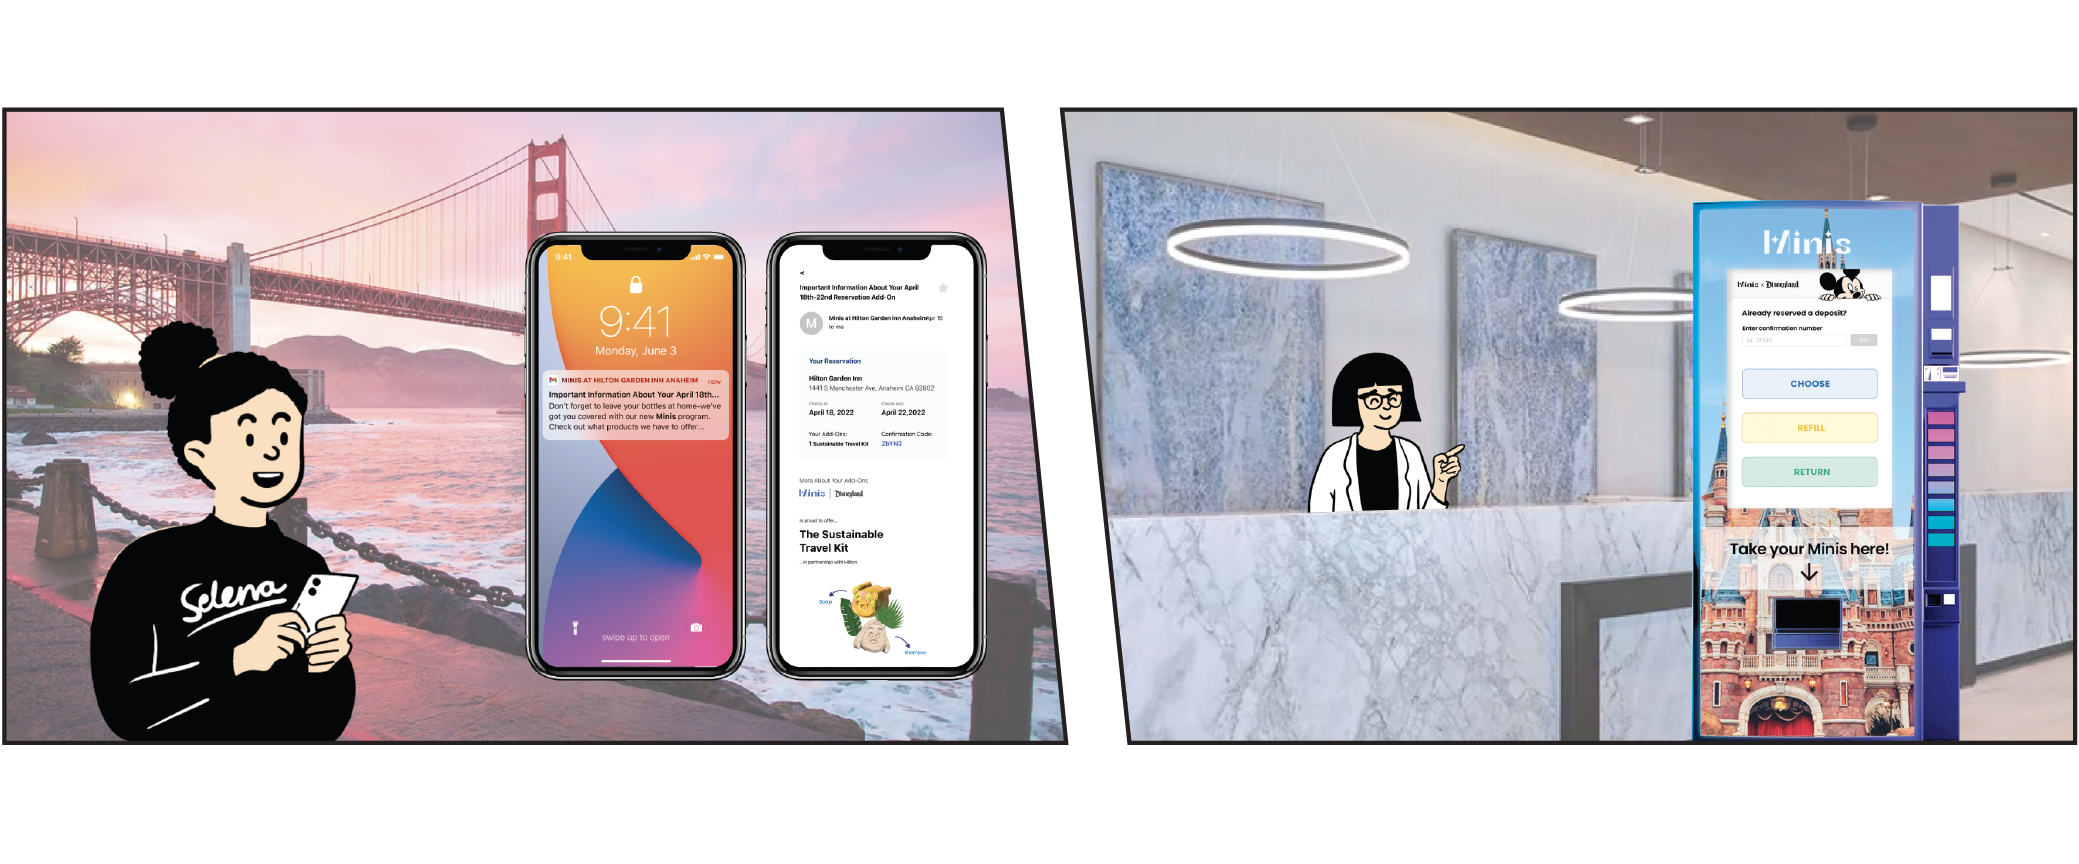 Selena
9:41
9:41
Monday, June 3
MINIS AT HILTON GARDEN INN ANAHEIM now
Important Information About Your April 18th...
Don't forget to leave your bottles at home-we've
got you covered with our new Minis program.
Check out what products we have to offer...
swipe up to open
Important Information About Your April
18th-22nd Reservation Add-On
M
Minis at Hilton Garden Inn Anaheim Apr 16
to me
Your Reservation
Hilton Garden Inn
1441 S Manchester Ave, Anaheim CA 92802
Check-in Check-out
April 18, 2022 April 22,2022
Your Add-Ons: Confirmation Code:
1 Sustainable Travel Kit ZbYN2
More About Your Add-Ons
Minis | Disneyland
is proud to offer...
The Sustainable
Travel Kit
...in partnership with Hilton
Soap
Shampoo
Minis
Minis × Disneyland
Already reserved a deposit?
Enter confirmation number
Ex. 12345 GO
CHOOSE
REFILL
RETURN
Take your Minis here!